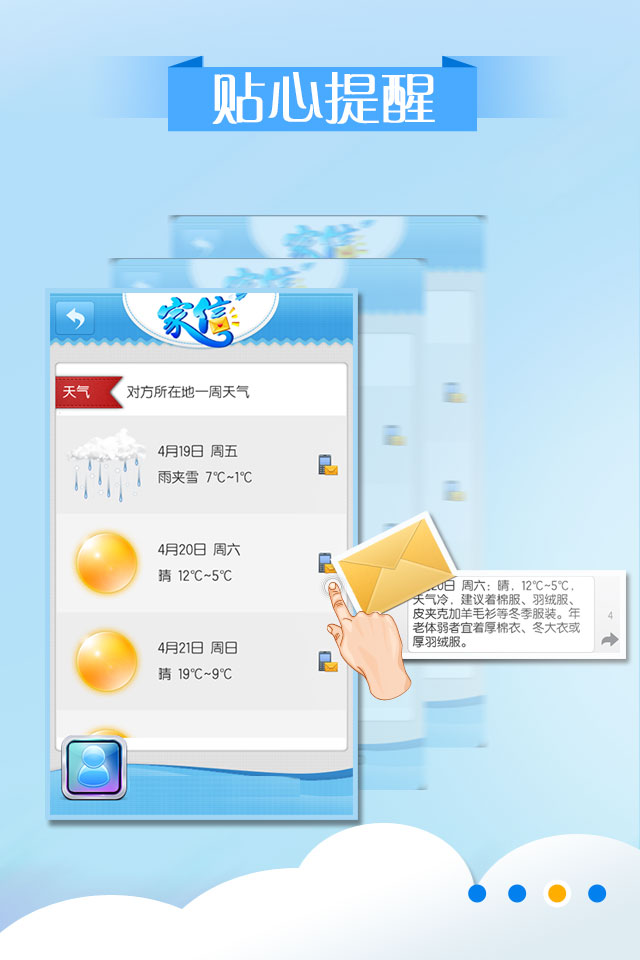 贴心提醒
家信
天气
对方所在地一周天气
4月19日 周五
雨夹雪 7℃~1℃
4月20日 周六
晴 12℃~5℃
4月21日 周日
晴 19℃~9℃
20日 周六：晴，12℃~5℃，
天气冷，建议着棉服、羽绒服、
皮夹克加羊毛衫等冬季服装。年
老体弱者宜着厚棉衣、冬大衣或
厚羽绒服。
4